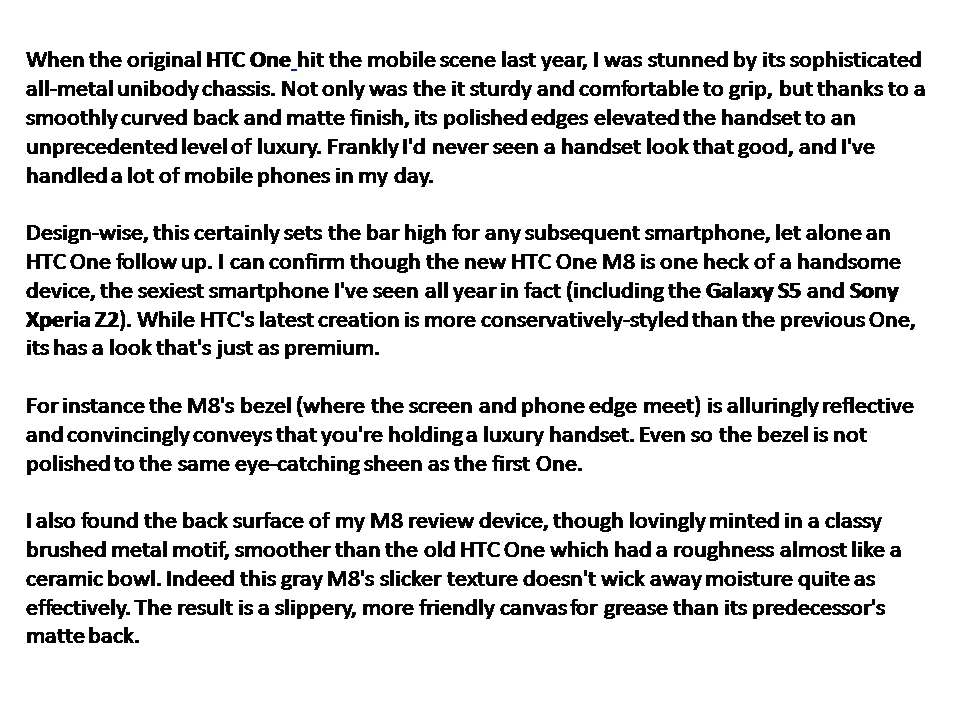 When the original HTC One hit the mobile scene last year, I was stunned by its sophisticated
all-metal unibody chassis. Not only was the it sturdy and comfortable to grip, but thanks to a
smoothly curved back and matte finish, its polished edges elevated the handset to an
unprecedented level of luxury. Frankly I'd never seen a handset look that good, and I've
handled a lot of mobile phones in my day.
Design-wise, this certainly sets the bar high for any subsequent smartphone, let alone an
HTC One follow up. I can confirm though the new HTC One M8 is one heck of a handsome
device, the sexiest smartphone I've seen all year in fact (including the Galaxy S5 and Sony
Xperia Z2). While HTC's latest creation is more conservatively-styled than the previous One,
its has a look that's just as premium.
For instance the M8's bezel (where the screen and phone edge meet) is alluringly reflective
and convincingly conveys that you're holding a luxury handset. Even so the bezel is not
polished to the same eye-catching sheen as the first One.
I also found the back surface of my M8 review device, though lovingly minted in a classy
brushed metal motif, smoother than the old HTC One which had a roughness almost like a
ceramic bowl. Indeed this gray M8's slicker texture doesn't wick away moisture quite as
effectively. The result is a slippery, more friendly canvas for grease than its predecessor's
matte back.